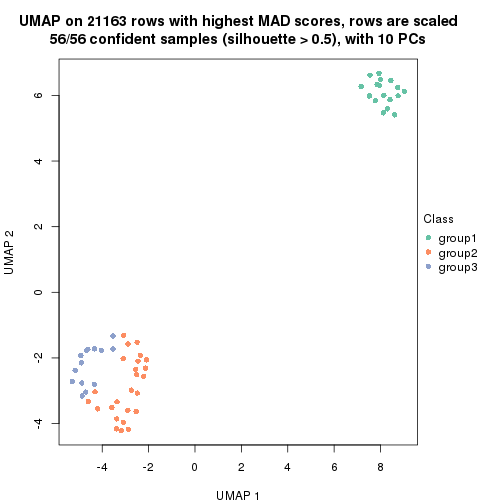 UMAP on 21163 rows with highest MAD scores, rows are scaled
56/56 confident samples (silhouette > 0.5), with 10 PCs
6
4
2
0
-2
-4
UMAP 2
-4
-2
0
2
4
6
8
UMAP 1
Class
group1
group2
group3